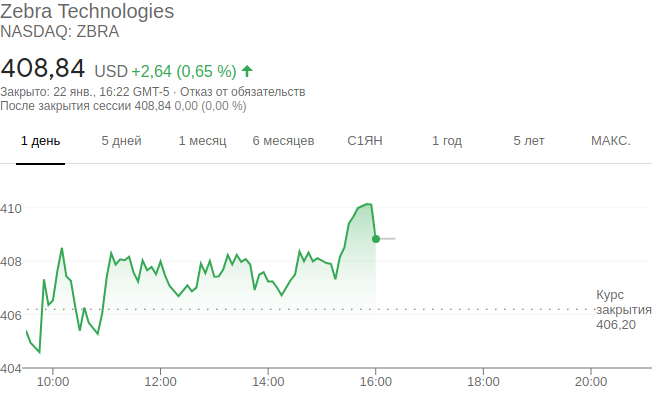 Zebra Technologies
NASDAQ: ZBRA
408,84 USD +2,64 (0,65 %)
Закрыто: 22 янв., 16:22 GMT-5 · Отказ от обязательств
После закрытия сессии 408,84 0,00 (0,00 %)
1 день 5 дней 1 месяц 6 месяцев С1ЯН 1 год 5 лет МАКС.
410
408
406
404
Курс
закрытия
406,20
10:00 12:00 14:00 16:00 18:00 20:00